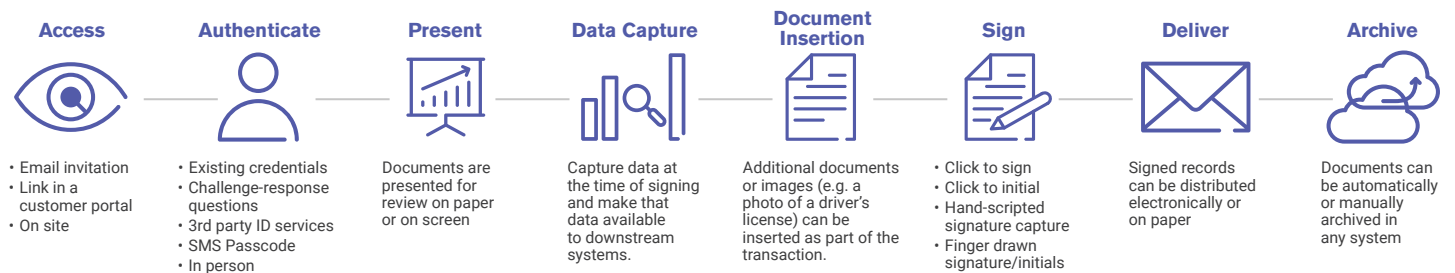 Access
• Email invitation
• Link in a
customer portal
• On site
Authenticate
• Existing credentials
• Challenge-response
questions
• 3rd party ID services
• SMS Passcode
• In person
Present
Documents are
presented for
review on paper
or on screen
Data Capture
Capture data at
the time of signing
and make that
data available
to downstream
systems.
Document
Insertion
Additional documents
or images (e.g. a
photo of a driver's
license) can be
inserted as part of the
transaction.
Sign
• Click to sign
• Click to initial
• Hand-scripted
signature capture
• Finger drawn
signature/initials
Deliver
Signed records
can be distributed
electronically or
on paper
Archive
Documents can
be automatically
or manually
archived in
any system